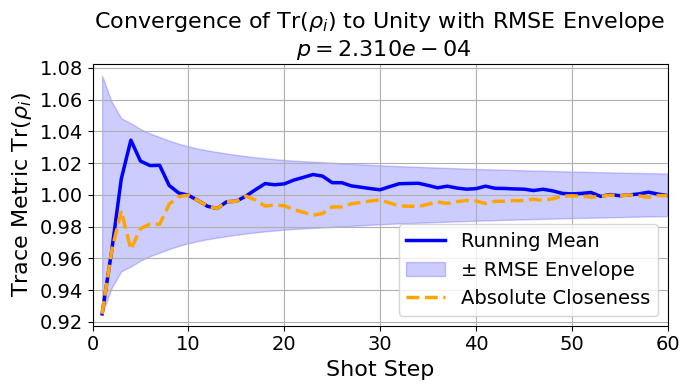 Convergence of Tr(ρᵢ) to Unity with RMSE Envelope
p = 2.310e − 04
Trace Metric Tr(ρᵢ)
1.08
1.06
1.04
1.02
1.00
0.98
0.96
0.94
0.92
Running Mean
± RMSE Envelope
Absolute Closeness
0 10 20 30 40 50 60
Shot Step